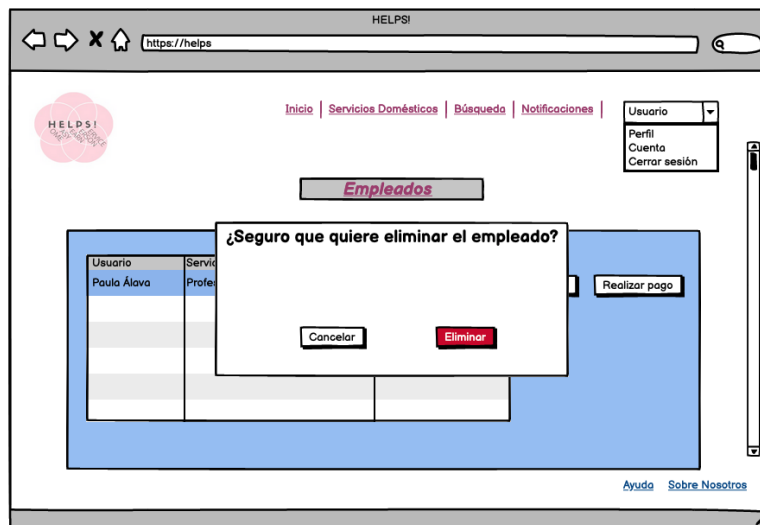 HELPS!
https://helps
Inicio | Servicios Domésticos | Búsqueda | Notificaciones |
Usuario
Perfil
Cuenta
Cerrar sesión
HELPS!
Empleados
¿Seguro que quiere eliminar el empleado?
Usuario Servic
Paula Álava Profes
Realizar pago
Cancelar Eliminar
Ayuda Sobre Nosotros